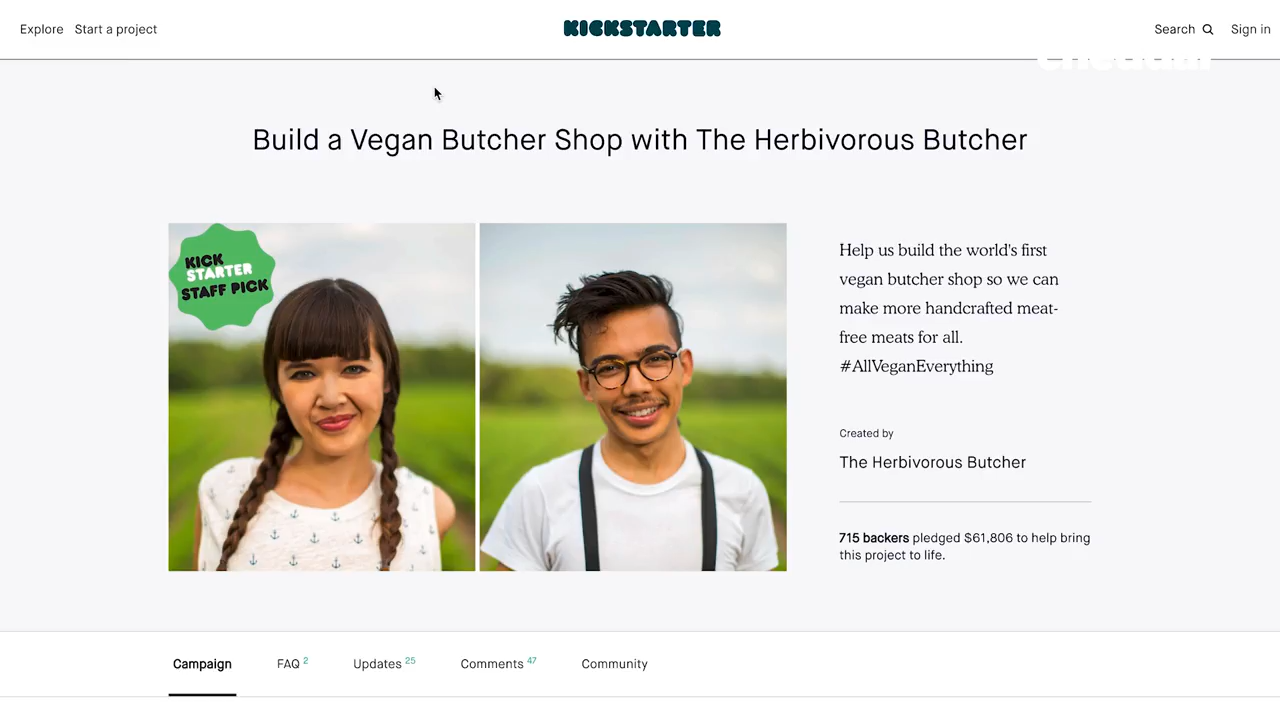 Explore Start a project KICKSTARTER Search Sign in
Build a Vegan Butcher Shop with The Herbivorous Butcher
KICK
STARTER
STAFF PICK
Help us build the world's first
vegan butcher shop so we can
make more handcrafted meat-
free meats for all.
#AllVeganEverything
Created by
The Herbivorous Butcher
715 backers pledged $61,806 to help bring
this project to life.
Campaign FAQ 2 Updates 25 Comments 47 Community